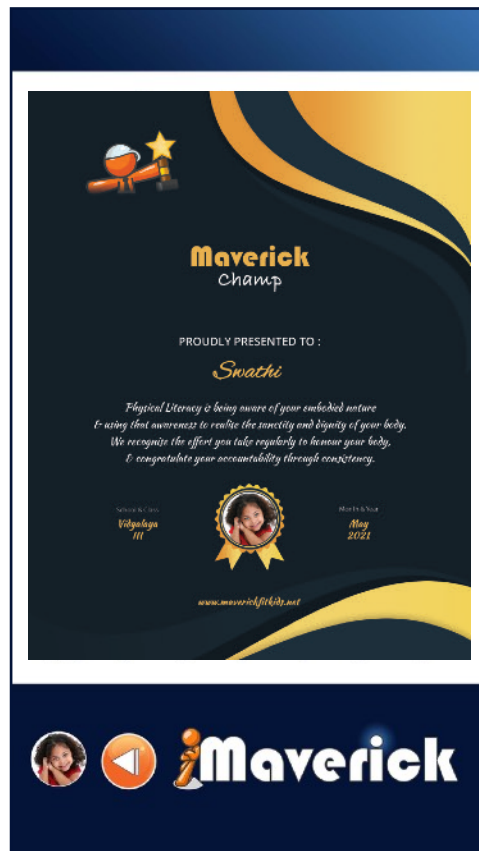 Maverick
Champ
PROUDLY PRESENTED TO :
Swathi
Physical Literacy is being aware of your embodied nature
& using that awareness to realite the sanctity and dignity of your body.
We recognise the effort you take regularly to honour your body,
& congratulate your accountability through consistency.
School & Class
Vidyalaya
III
Month & Year
May
2021
www.maverickfitkids.net
iMaverick